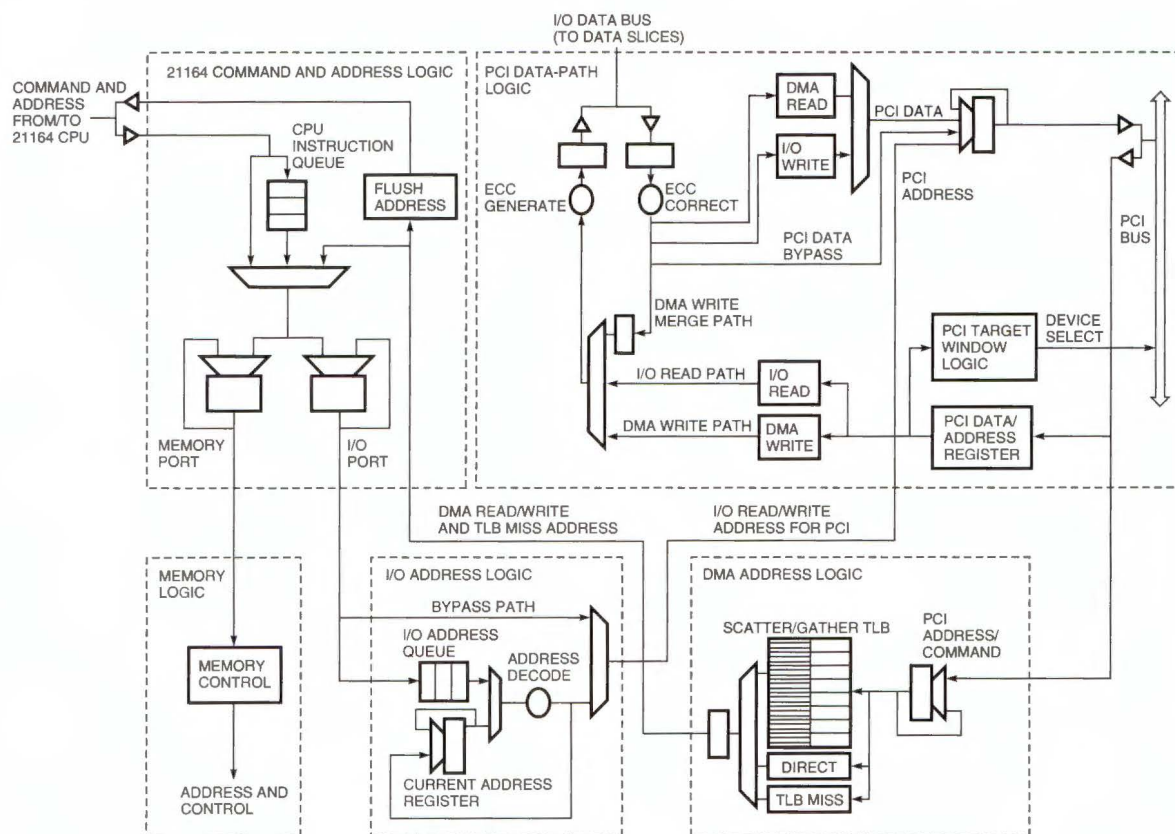 I/O DATA BUS
(TO DATA SLICES)
21164 COMMAND AND ADDRESS LOGIC
COMMAND AND
ADDRESS
FROM/TO
21164 CPU
CPU
INSTRUCTION
QUEUE
FLUSH
ADDRESS
MEMORY
PORT
I/O
PORT
PCI DATA-PATH
LOGIC
DMA
READ
I/O
WRITE
PCI DATA
ECC
GENERATE
ECC
CORRECT
PCI DATA
BYPASS
PCI
ADDRESS
PCI
BUS
DMA WRITE
MERGE PATH
I/O READ PATH
I/O
READ
DMA WRITE PATH
DMA
WRITE
PCI TARGET
WINDOW
LOGIC
DEVICE
SELECT
PCI DATA/
ADDRESS
REGISTER
DMA READ/WRITE
AND TLB MISS ADDRESS
I/O READ/WRITE
ADDRESS FOR PCI
MEMORY
LOGIC
MEMORY
CONTROL
ADDRESS AND
CONTROL
I/O ADDRESS LOGIC
BYPASS PATH
I/O ADDRESS
QUEUE
ADDRESS
DECODE
CURRENT ADDRESS
REGISTER
DMA ADDRESS LOGIC
SCATTER/GATHER TLB
PCI
ADDRESS/
COMMAND
DIRECT
TLB MISS